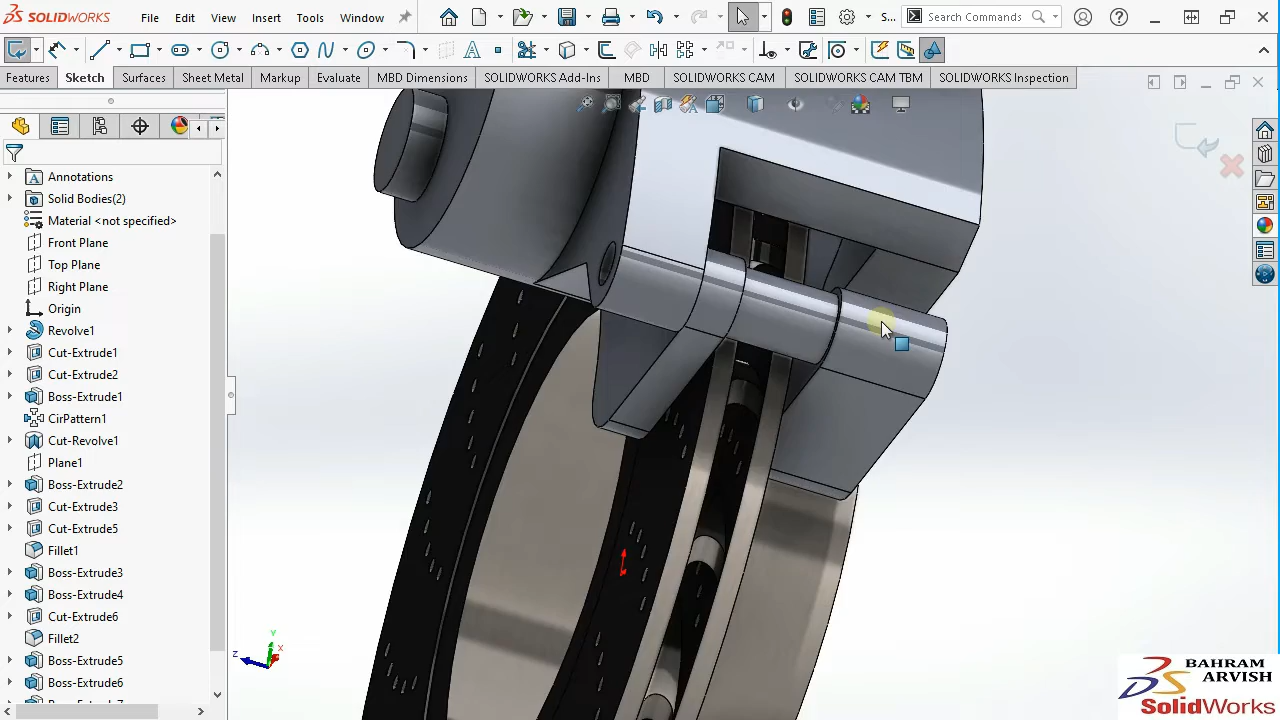 SOLIDWORKS File Edit View Insert Tools Window S... Search Commands
Features Sketch Surfaces Sheet Metal Markup Evaluate MBD Dimensions SOLIDWORKS Add-Ins MBD SOLIDWORKS CAM SOLIDWORKS CAM TBM SOLIDWORKS Inspection
Annotations
Solid Bodies(2)
Material <not specified>
Front Plane
Top Plane
Right Plane
Origin
Revolve1
Cut-Extrude1
Cut-Extrude2
Boss-Extrude1
CirPattern1
Cut-Revolve1
Plane1
Boss-Extrude2
Cut-Extrude3
Cut-Extrude5
Fillet1
Boss-Extrude3
Boss-Extrude4
Cut-Extrude6
Fillet2
Boss-Extrude5
Boss-Extrude6
Y
Z X
BAHRAM
ARVISH
SolidWorks